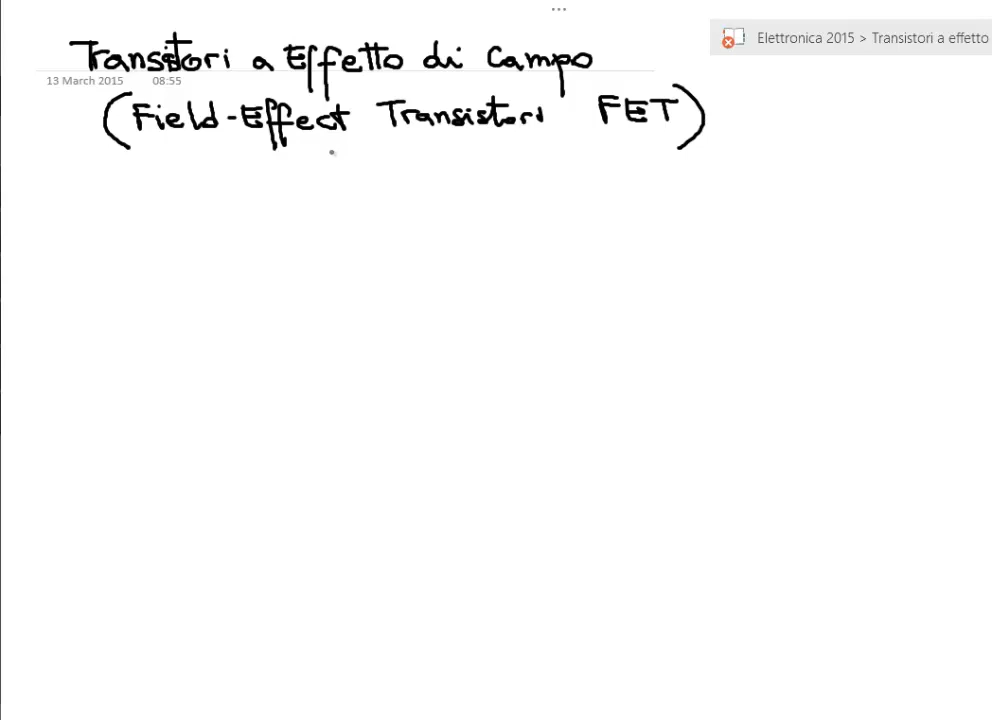 ...
Elettronica 2015 > Transistori a effetto
Transistori a Effetto di Campo
13 March 2015 08:55
(Field-Effect Transistori FET)